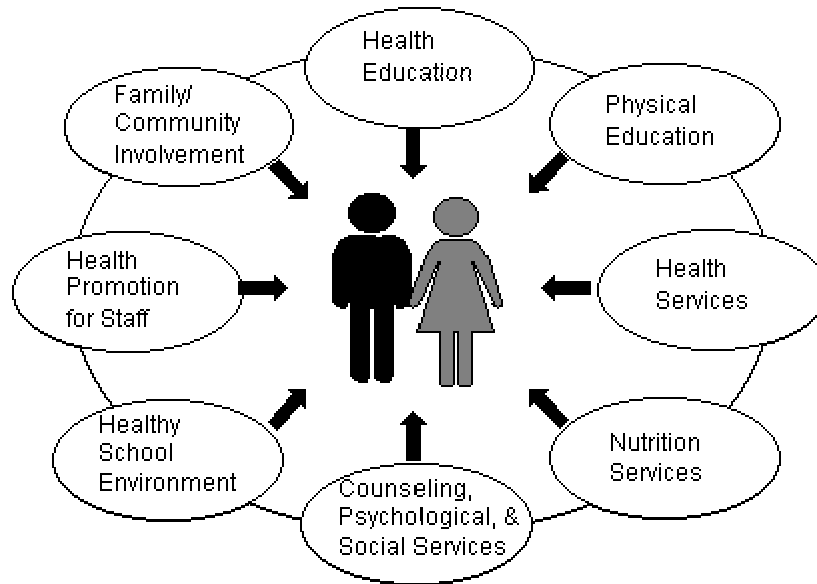 Health
Education
Physical
Education
Health
Services
Nutrition
Services
Counseling,
Psychological, &
Social Services
Healthy
School
Environment
Health
Promotion
for Staff
Family/
Community
Involvement